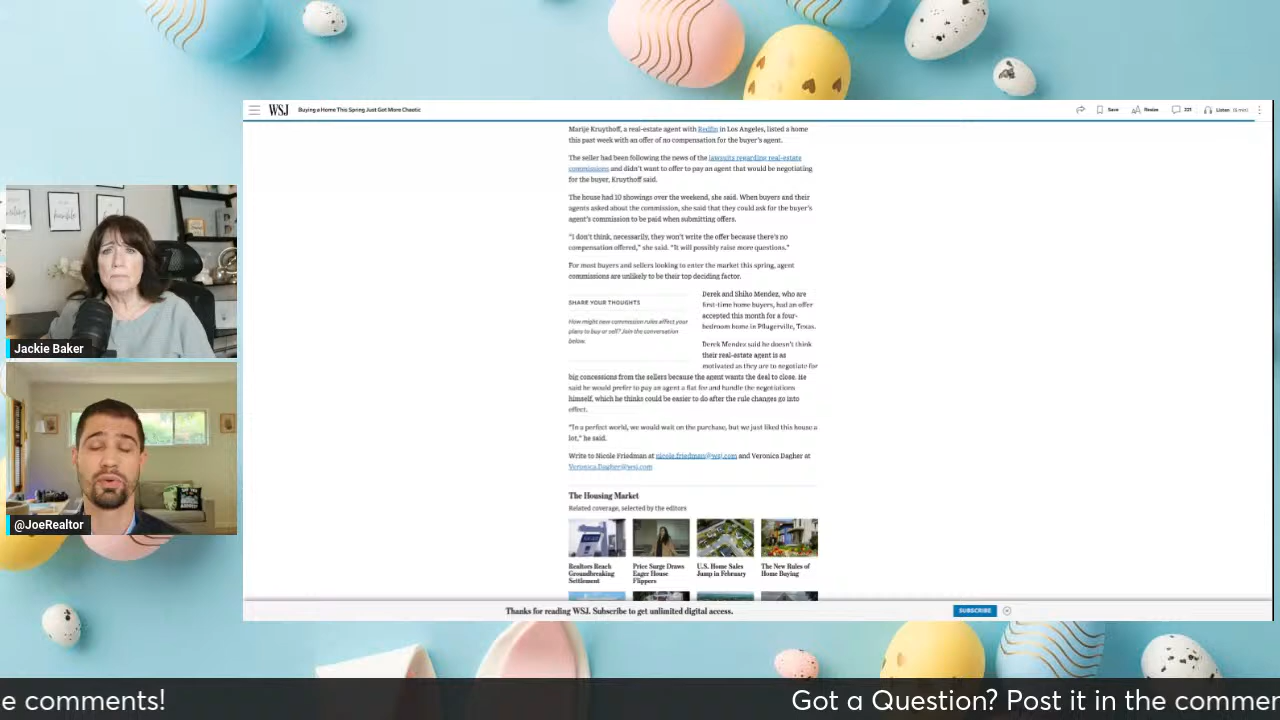 WSJ
Buying a Home This Spring Just Got More Chaotic
Save
Resize
221
Listen (6 min)
Marije Kruythoff, a real-estate agent with Redfin in Los Angeles, listed a home
this past week with an offer of no compensation for the buyer's agent.
The seller had been following the news of the lawsuits regarding real-estate
commissions and didn't want to offer to pay an agent that would be negotiating
for the buyer, Kruythoff said.
The house had 10 showings over the weekend, she said. When buyers and their
agents asked about the commission, she said that they could ask for the buyer's
agent's commission to be paid when submitting offers.
"I don't think, necessarily, they won't write the offer because there's no
compensation offered," she said. "It will possibly raise more questions."
For most buyers and sellers looking to enter the market this spring, agent
commissions are unlikely to be their top deciding factor.
SHARE YOUR THOUGHTS
How might new commission rules affect your
plans to buy or sell? Join the conversation
below.
Derek and Shiho Mendez, who are
first-time home buyers, had an offer
accepted this month for a four-
bedroom home in Pflugerville, Texas.
Derek Mendez said he doesn't think
their real-estate agent is as
motivated as they are to negotiate for
big concessions from the sellers because the agent wants the deal to close. He
said he would prefer to pay an agent a flat fee and handle the negotiations
himself, which he thinks could be easier to do after the rule changes go into
effect.
"In a perfect world, we would wait on the purchase, but we just liked this house a
lot," he said.
Write to Nicole Friedman at nicole.friedman@wsj.com and Veronica Dagher at
Veronica.Dagher@wsj.com
The Housing Market
Related coverage, selected by the editors
Realtors Reach
Groundbreaking
Settlement
Price Surge Draws
Eager House
Flippers
U.S. Home Sales
Jump in February
The New Rules of
Home Buying
Thanks for reading WSJ. Subscribe to get unlimited digital access.
SUBSCRIBE
Jackie Baker
@JoeRealtor
e comments!
Got a Question? Post it in the comme